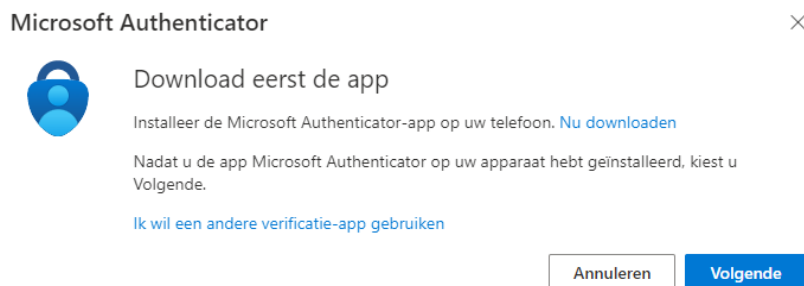 Microsoft Authenticator
Download eerst de app
Installeer de Microsoft Authenticator-app op uw telefoon. Nu downloaden
Nadat u de app Microsoft Authenticator op uw apparaat hebt geïnstalleerd, kiest u
Volgende.
Ik wil een andere verificatie-app gebruiken
Annuleren
Volgende